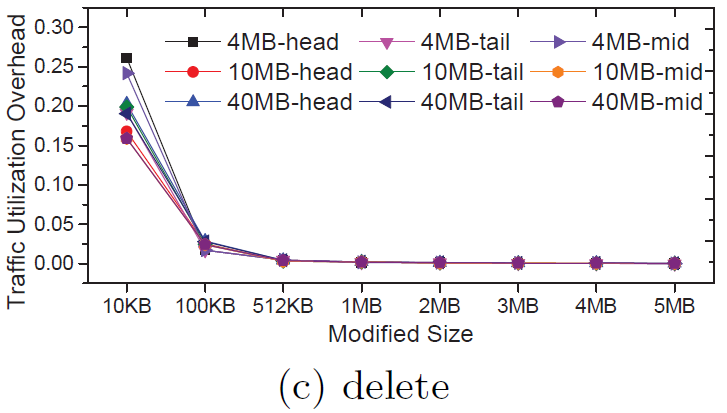 Traffic Utilization Overhead
0.30
0.25
0.20
0.15
0.10
0.05
0.00
4MB-head 4MB-tail 4MB-mid
10MB-head 10MB-tail 10MB-mid
40MB-head 40MB-tail 40MB-mid
10KB 100KB 512KB 1MB 2MB 3MB 4MB 5MB
Modified Size
(c) delete